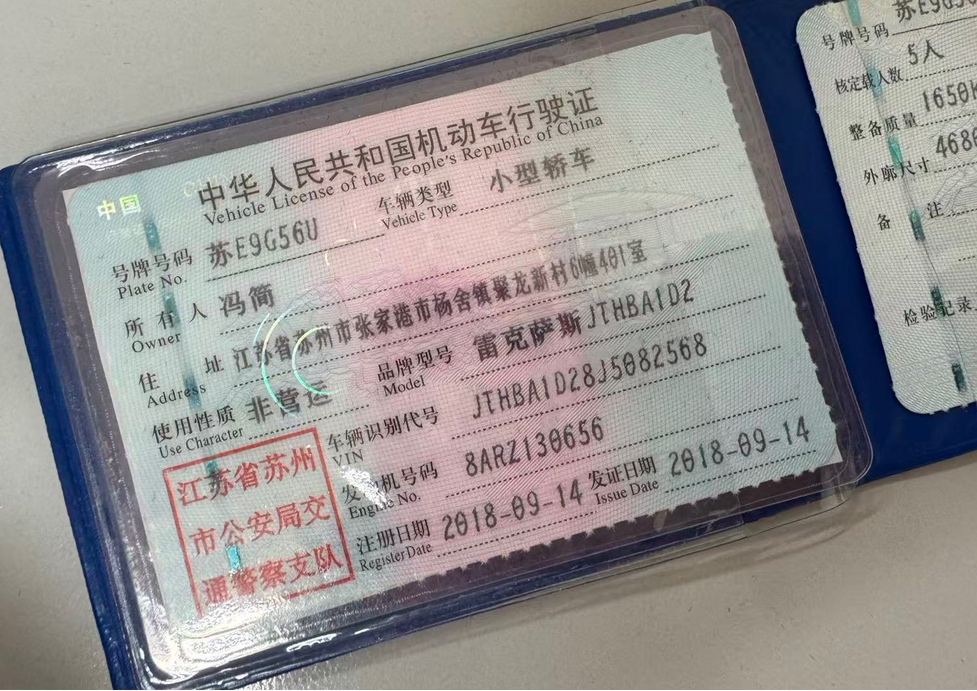 中国
中华人民共和国机动车行驶证
Vehicle License of the People's Republic of China
号牌号码 苏E9G56U 车辆类型 小型轿车
Plate No. Vehicle Type
所有人 冯简
Owner
住址 江苏省苏州市张家港市杨舍镇聚龙新村6幢401室
Address
使用性质 非营运 品牌型号 雷克萨斯JTHBA1D2
Use Character Model
车辆识别代号 JTHBA1D28J5082568
VIN
发动机号码 8ARZ130656
Engine No.
注册日期 2018-09-14 发证日期 2018-09-14
Register Date Issue Date
江苏省苏州
市公安局交
通警察支队
号牌号码
核定载人数 5人
整备质量 1650
外廓尺寸 468
备注
检验记录